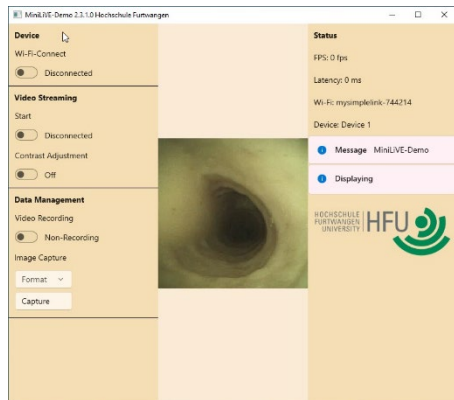 MiniLiVE-Demo 2.3.1.0 Hochschule Furtwangen
Device
Wi-Fi-Connect
Disconnected
Video Streaming
Start
Disconnected
Contrast Adjustment
Off
Data Management
Video Recording
Non-Recording
Image Capture
Format
Capture
Status
FPS: 0 fps
Latency: 0 ms
Wi-Fi: mysimplelink-744214
Device: Device 1
Message MiniLiVE-Demo
Displaying
HOCHSCHULE
FURTWANGEN
UNIVERSITY
HFU